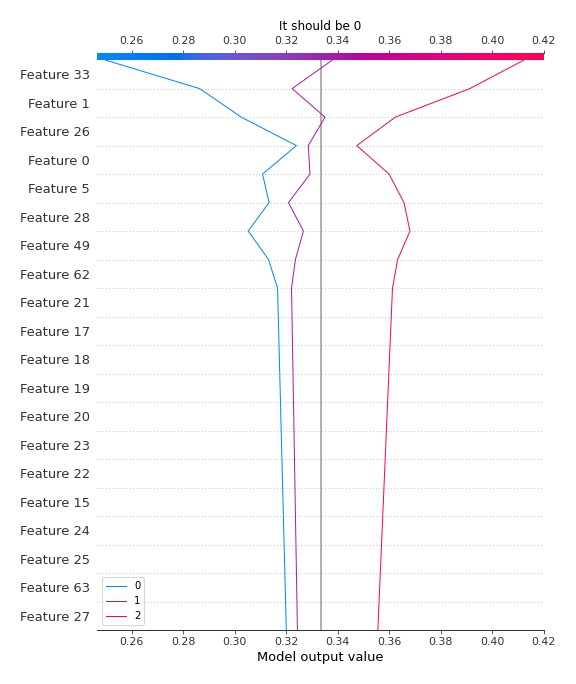 It should be 0
0.26 0.28 0.30 0.32 0.34 0.36 0.38 0.40 0.42
Feature 33
Feature 1
Feature 26
Feature 0
Feature 5
Feature 28
Feature 49
Feature 62
Feature 21
Feature 17
Feature 18
Feature 19
Feature 20
Feature 23
Feature 22
Feature 15
Feature 24
Feature 25
Feature 63
Feature 27
0
1
2
0.26 0.28 0.30 0.32 0.34 0.36 0.38 0.40 0.42
Model output value